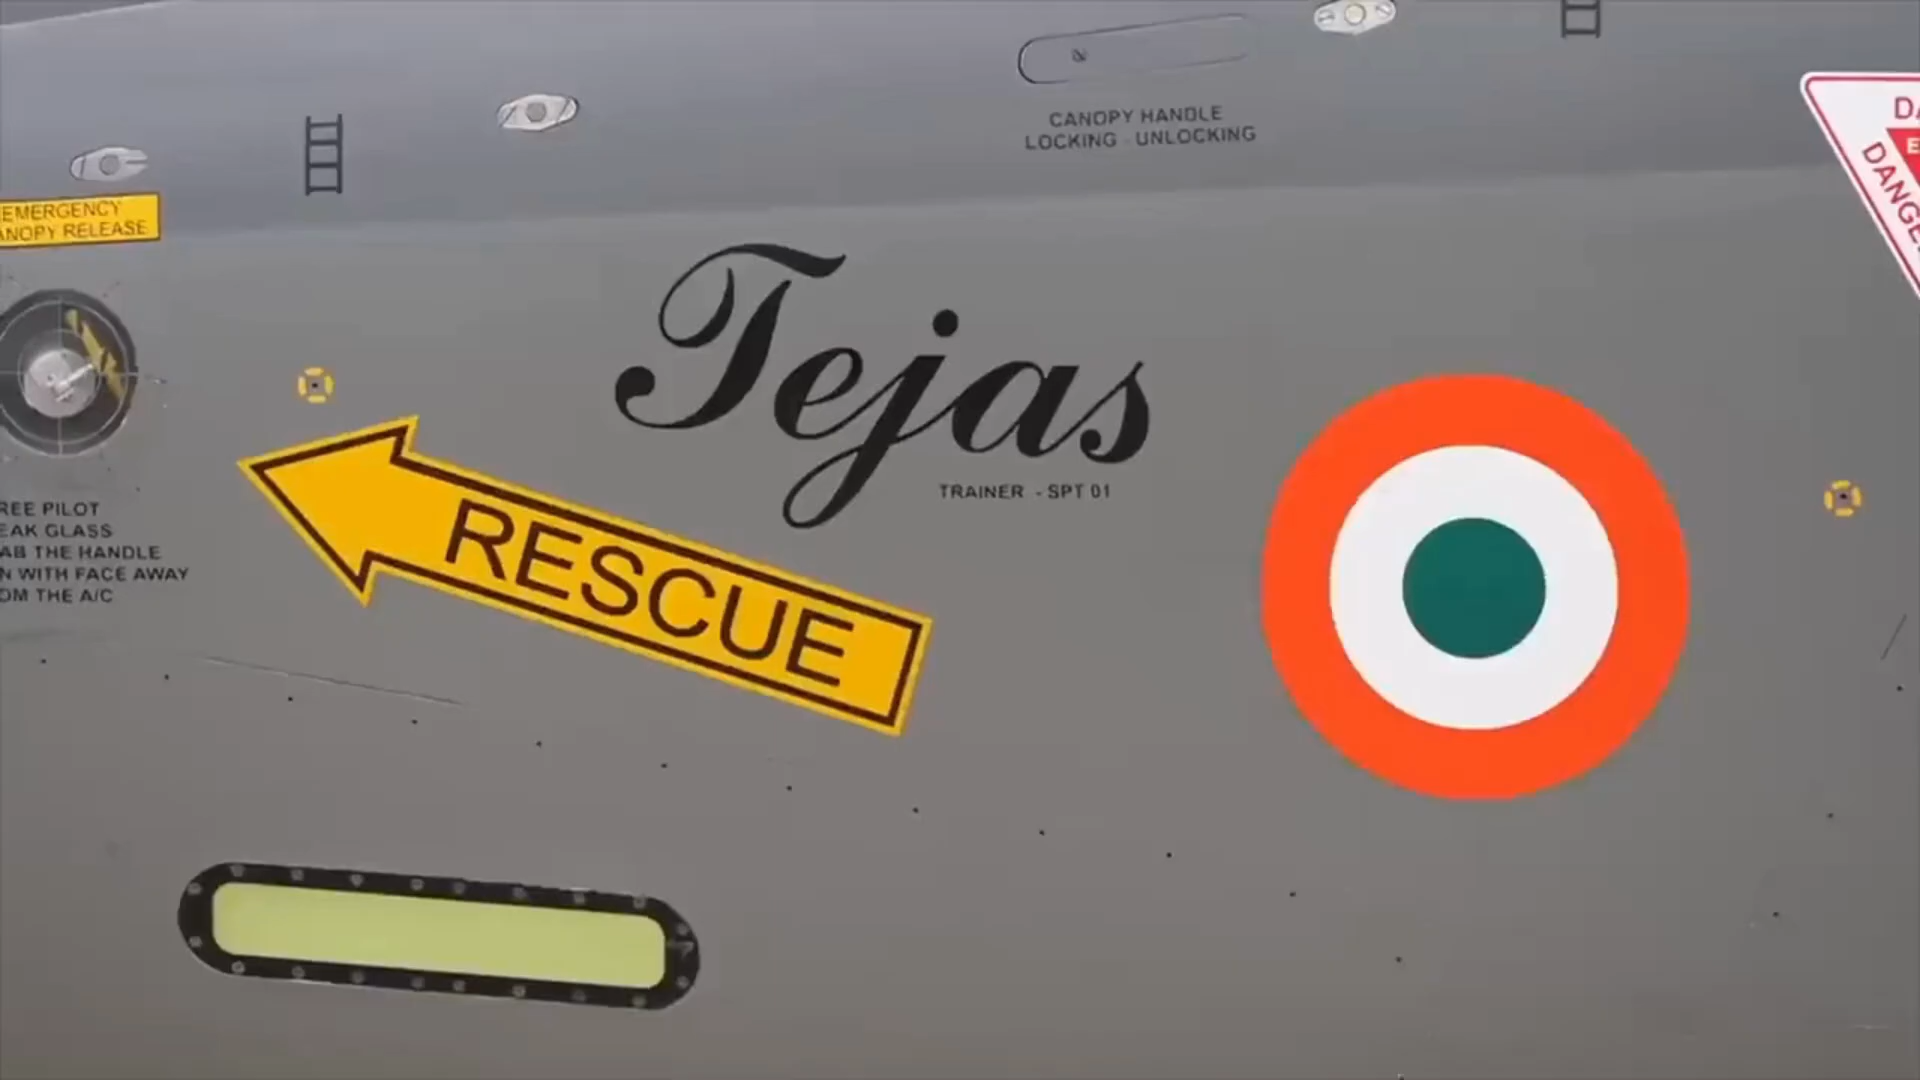 CANOPY HANDLE
LOCKING - UNLOCKING
EMERGENCY
ANOPY RELEASE
Tejas
TRAINER - SPT 01
RESCUE
REE PILOT
EAK GLASS
AB THE HANDLE
N WITH FACE AWAY
OM THE A/C
DA
DANGE